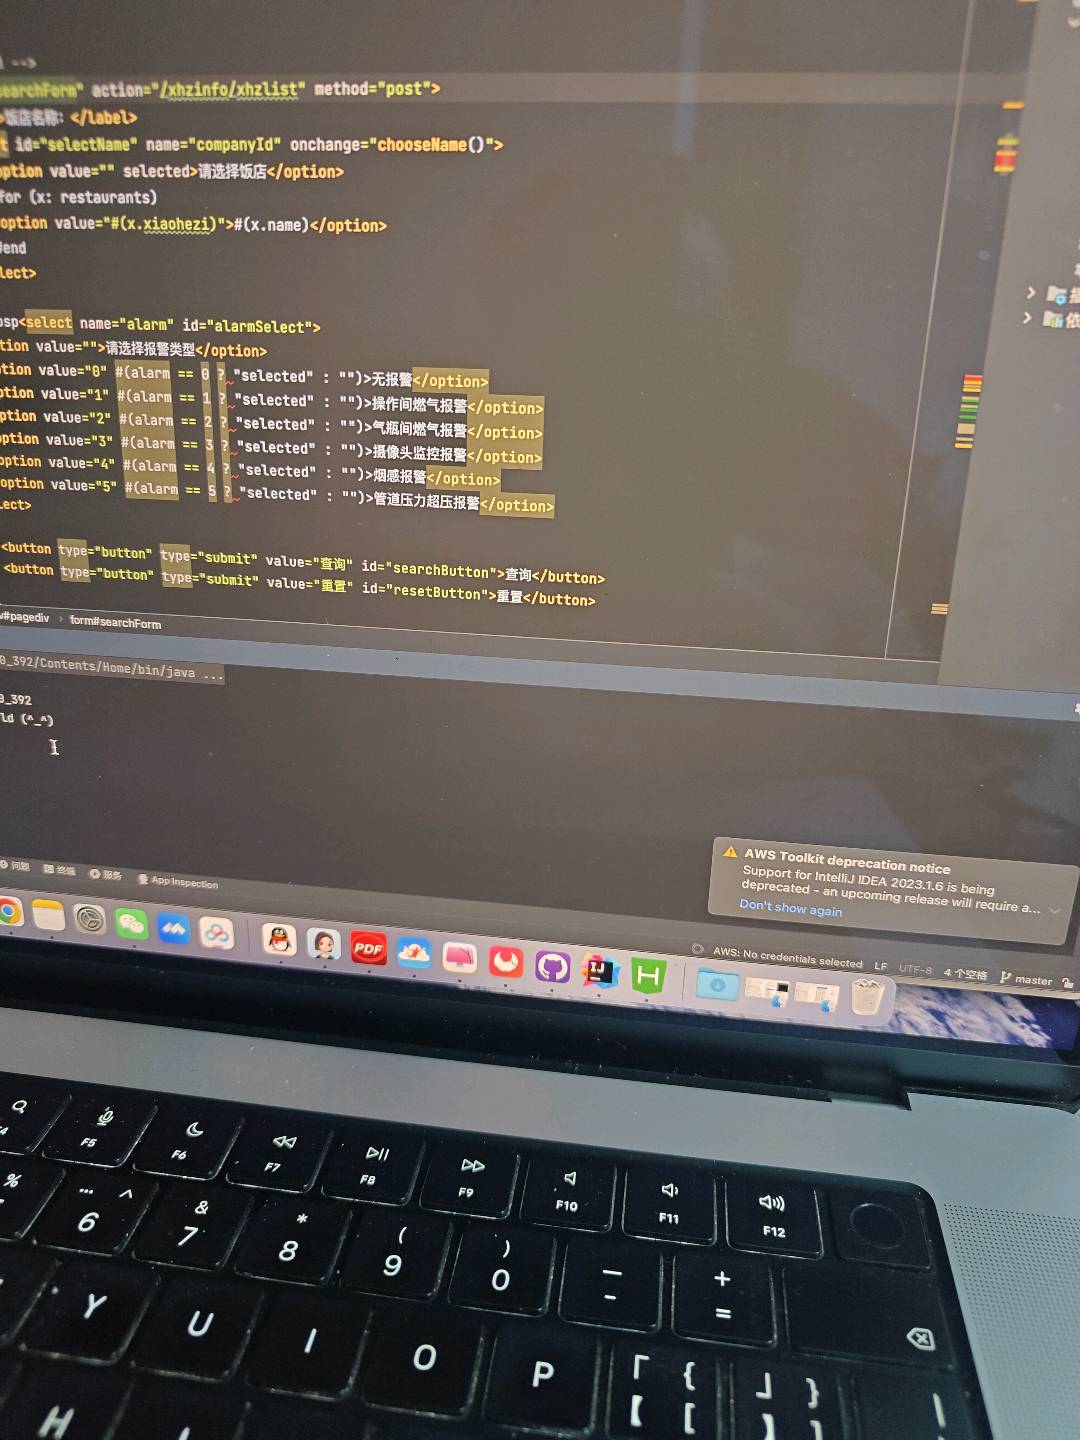 -->
searchForm" action="/xhzinfo/xhzlist" method="post">
>饭店名称: </label>
t id="selectName" name="companyId" onchange="chooseName()">
option value="" selected>请选择饭店</option>
for (x: restaurants)
option value="#(x.xiaohezi)">#(x.name)</option>
#end
lect>
bsp<select name="alarm" id="alarmSelect">
tion value="">请选择报警类型</option>
ption value="0" #(alarm == 0 ? "selected" : "")>无报警</option>
ption value="1" #(alarm == 1 ? "selected" : "")>操作间燃气报警</option>
ption value="2" #(alarm == 2 ? "selected" : "")>气瓶间燃气报警</option>
option value="3" #(alarm == 3 ? "selected" : "")>摄像头监控报警</option>
option value="4" #(alarm == 4 ? "selected" : "")>烟感报警</option>
option value="5" #(alarm == 5 ? "selected" : "")>管道压力超压报警</option>
lect>
<button type="button" type="submit" value="查询" id="searchButton">查询</button>
<button type="button" type="submit" value="重置" id="resetButton">重置</button>
v#pagediv › form#searchForm
0_392/Contents/Home/bin/java ...
0_392
ld (^_^)
AWS Toolkit deprecation notice
Support for IntelliJ IDEA 2023.1.6 is being
deprecated - an upcoming release will require a...
Don't show again
问题 终端 服务 App Inspection
AWS: No credentials selected LF UTF-8 4 个空格 master
PDF IJ H
F4 F5 F6 F7 F8 F9 F10 F11 F12
% … ^ 6 & 7 * 8 ( 9 ) 0 — - + =
Y U I O P 「 { 【 [ 」 } 】 ]
H